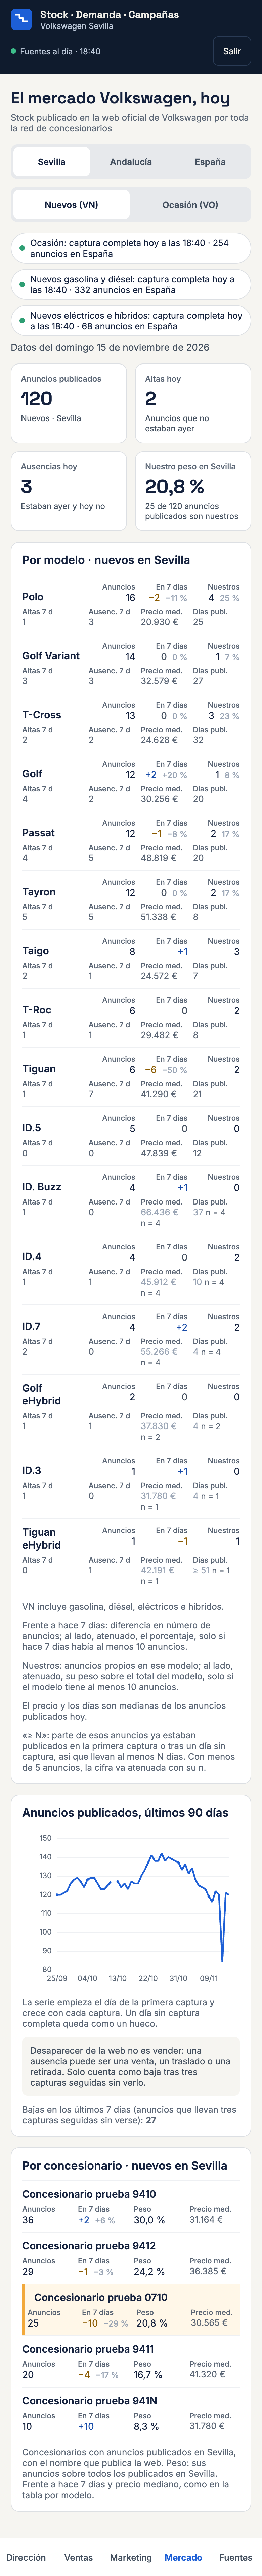 Stock · Demanda · Campañas
Volkswagen Sevilla
Fuentes al día · 18:40
Salir
El mercado Volkswagen, hoy
Stock publicado en la web oficial de Volkswagen por toda
la red de concesionarios
Sevilla Andalucía España
Nuevos (VN) Ocasión (VO)
Ocasión: captura completa hoy a las 18:40 · 254
anuncios en España
Nuevos gasolina y diésel: captura completa hoy a
las 18:40 · 332 anuncios en España
Nuevos eléctricos e híbridos: captura completa hoy
a las 18:40 · 68 anuncios en España
Datos del domingo 15 de noviembre de 2026
Anuncios publicados
120
Nuevos · Sevilla
Altas hoy
2
Anuncios que no
estaban ayer
Ausencias hoy
3
Estaban ayer y hoy no
Nuestro peso en Sevilla
20,8 %
25 de 120 anuncios
publicados son nuestros
Por modelo · nuevos en Sevilla
Anuncios En 7 días Nuestros
Polo 16 −2 −11 % 4 25 %
Altas 7 d Ausenc. 7 d Precio med. Días publ.
1 3 20.930 € 25
Anuncios En 7 días Nuestros
Golf Variant 14 0 0 % 1 7 %
Altas 7 d Ausenc. 7 d Precio med. Días publ.
3 3 32.579 € 27
Anuncios En 7 días Nuestros
T-Cross 13 0 0 % 3 23 %
Altas 7 d Ausenc. 7 d Precio med. Días publ.
2 2 24.628 € 32
Anuncios En 7 días Nuestros
Golf 12 +2 +20 % 1 8 %
Altas 7 d Ausenc. 7 d Precio med. Días publ.
4 2 30.256 € 20
Anuncios En 7 días Nuestros
Passat 12 −1 −8 % 2 17 %
Altas 7 d Ausenc. 7 d Precio med. Días publ.
4 5 48.819 € 20
Anuncios En 7 días Nuestros
Tayron 12 0 0 % 2 17 %
Altas 7 d Ausenc. 7 d Precio med. Días publ.
5 5 51.338 € 8
Anuncios En 7 días Nuestros
Taigo 8 +1 3
Altas 7 d Ausenc. 7 d Precio med. Días publ.
2 1 24.572 € 7
Anuncios En 7 días Nuestros
T-Roc 6 0 2
Altas 7 d Ausenc. 7 d Precio med. Días publ.
1 1 29.482 € 8
Anuncios En 7 días Nuestros
Tiguan 6 −6 −50 % 2
Altas 7 d Ausenc. 7 d Precio med. Días publ.
1 7 41.290 € 21
Anuncios En 7 días Nuestros
ID.5 5 0 0
Altas 7 d Ausenc. 7 d Precio med. Días publ.
0 0 47.839 € 12
Anuncios En 7 días Nuestros
ID. Buzz 4 +1 0
Altas 7 d Ausenc. 7 d Precio med. Días publ.
1 0 66.436 € 37 n = 4
n = 4
Anuncios En 7 días Nuestros
ID.4 4 0 2
Altas 7 d Ausenc. 7 d Precio med. Días publ.
1 1 45.912 € 10 n = 4
n = 4
Anuncios En 7 días Nuestros
ID.7 4 +2 2
Altas 7 d Ausenc. 7 d Precio med. Días publ.
2 0 55.266 € 4 n = 4
n = 4
Golf Anuncios En 7 días Nuestros
eHybrid 2 0 0
Altas 7 d Ausenc. 7 d Precio med. Días publ.
1 1 37.830 € 4 n = 2
n = 2
Anuncios En 7 días Nuestros
ID.3 1 +1 0
Altas 7 d Ausenc. 7 d Precio med. Días publ.
1 0 31.780 € 4 n = 1
n = 1
Tiguan Anuncios En 7 días Nuestros
eHybrid 1 −1 1
Altas 7 d Ausenc. 7 d Precio med. Días publ.
0 1 42.191 € ≥ 51 n = 1
n = 1
VN incluye gasolina, diésel, eléctricos e híbridos.
Frente a hace 7 días: diferencia en número de
anuncios; al lado, atenuado, el porcentaje, solo si
hace 7 días había al menos 10 anuncios.
Nuestros: anuncios propios en ese modelo; al lado,
atenuado, su peso sobre el total del modelo, solo si
el modelo tiene al menos 10 anuncios.
El precio y los días son medianas de los anuncios
publicados hoy.
«≥ N»: parte de esos anuncios ya estaban
publicados en la primera captura o tras un día sin
captura, así que llevan al menos N días. Con menos
de 5 anuncios, la cifra va atenuada con su n.
Anuncios publicados, últimos 90 días
150
140
130
120
110
100
90
80
25/09 04/10 13/10 22/10 31/10 09/11
La serie empieza el día de la primera captura y
crece con cada captura. Un día sin captura
completa queda como un hueco.
Desaparecer de la web no es vender: una
ausencia puede ser una venta, un traslado o una
retirada. Solo cuenta como baja tras tres
capturas seguidas sin verlo.
Bajas en los últimos 7 días (anuncios que llevan tres
capturas seguidas sin verse): 27
Por concesionario · nuevos en Sevilla
Concesionario prueba 9410
Anuncios En 7 días Peso Precio med.
36 +2 +6 % 30,0 % 31.164 €
Concesionario prueba 9412
Anuncios En 7 días Peso Precio med.
29 −1 −3 % 24,2 % 36.385 €
Concesionario prueba 0710
Anuncios En 7 días Peso Precio med.
25 −10 −29 % 20,8 % 30.565 €
Concesionario prueba 9411
Anuncios En 7 días Peso Precio med.
20 −4 −17 % 16,7 % 41.320 €
Concesionario prueba 941N
Anuncios En 7 días Peso Precio med.
10 +10 8,3 % 31.780 €
Concesionarios con anuncios publicados en Sevilla,
con el nombre que publica la web. Peso: sus
anuncios sobre todos los publicados en Sevilla.
Frente a hace 7 días y precio mediano, como en la
tabla por modelo.
Dirección Ventas Marketing Mercado Fuentes